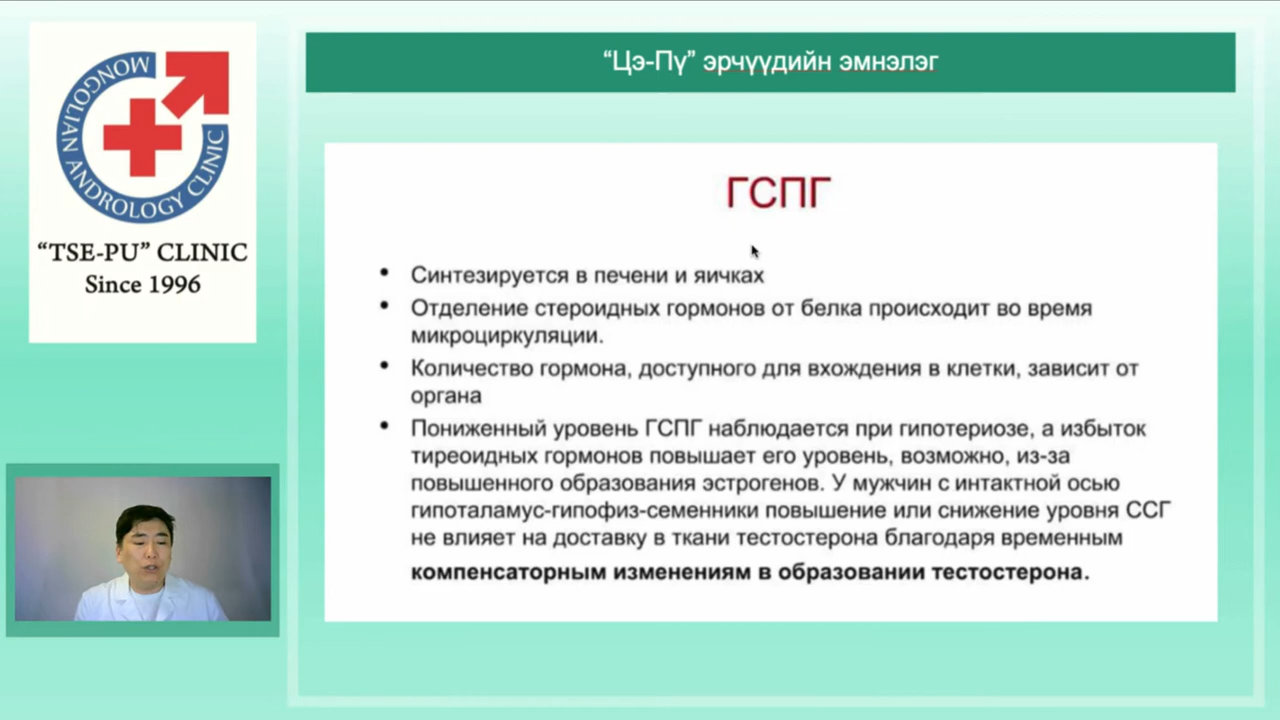 “Цэ-Пү” эрчүүдийн эмнэлэг
MONGOLIAN ANDROLOGY CLINIC
“TSE-PU” CLINIC
Since 1996
ГСПГ
• Синтезируется в печени и яичках
• Отделение стероидных гормонов от белка происходит во время
микроциркуляции.
• Количество гормона, доступного для вхождения в клетки, зависит от
органа
• Пониженный уровень ГСПГ наблюдается при гипотериозе, а избыток
тиреоидных гормонов повышает его уровень, возможно, из-за
повышенного образования эстрогенов. У мужчин с интактной осью
гипоталамус-гипофиз-семенники повышение или снижение уровня ССГ
не влияет на доставку в ткани тестостерона благодаря временным
компенсаторным изменениям в образовании тестостерона.